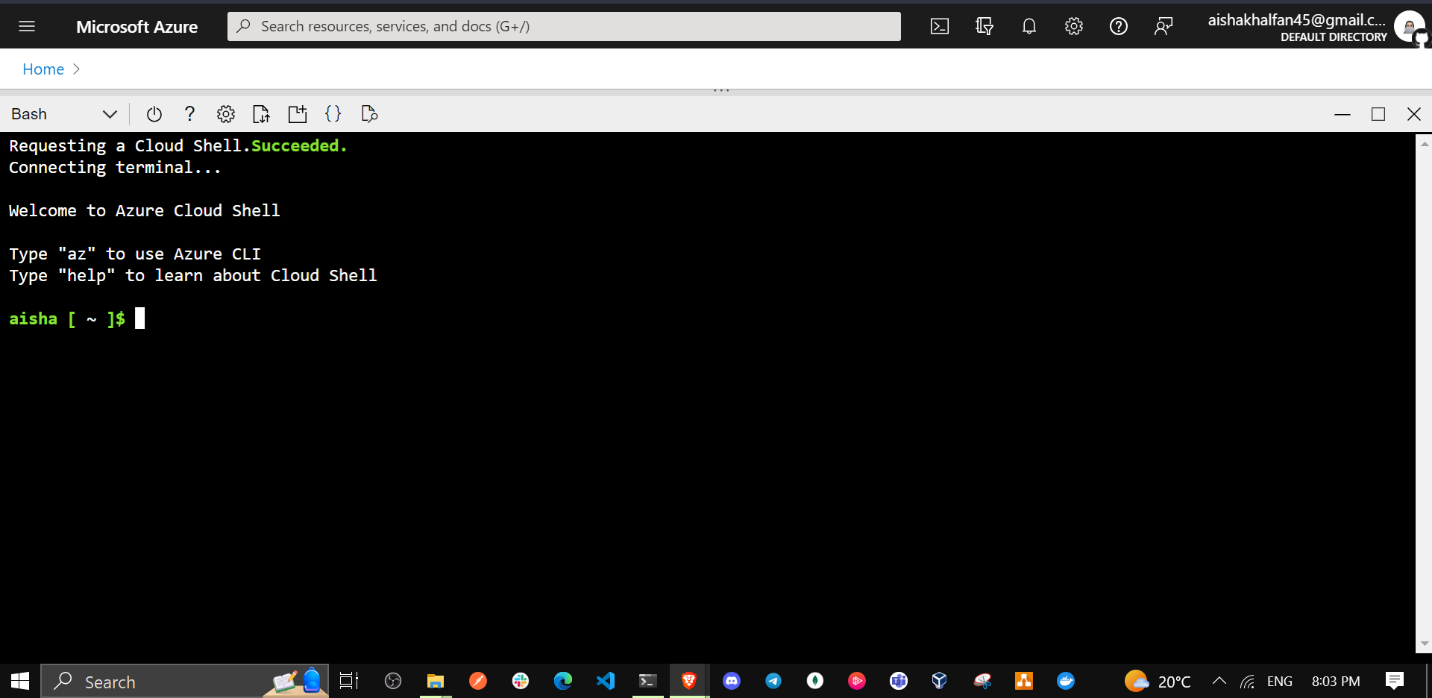 Microsoft Azure
Search resources, services, and docs (G+/)
aishakhalfan45@gmail.c...
DEFAULT DIRECTORY
Home
Bash
Requesting a Cloud Shell.Succeeded.
Connecting terminal...
Welcome to Azure Cloud Shell
Type "az" to use Azure CLI
Type "help" to learn about Cloud Shell
aisha [ ~ ]$
Search
20°C
ENG
8:03 PM